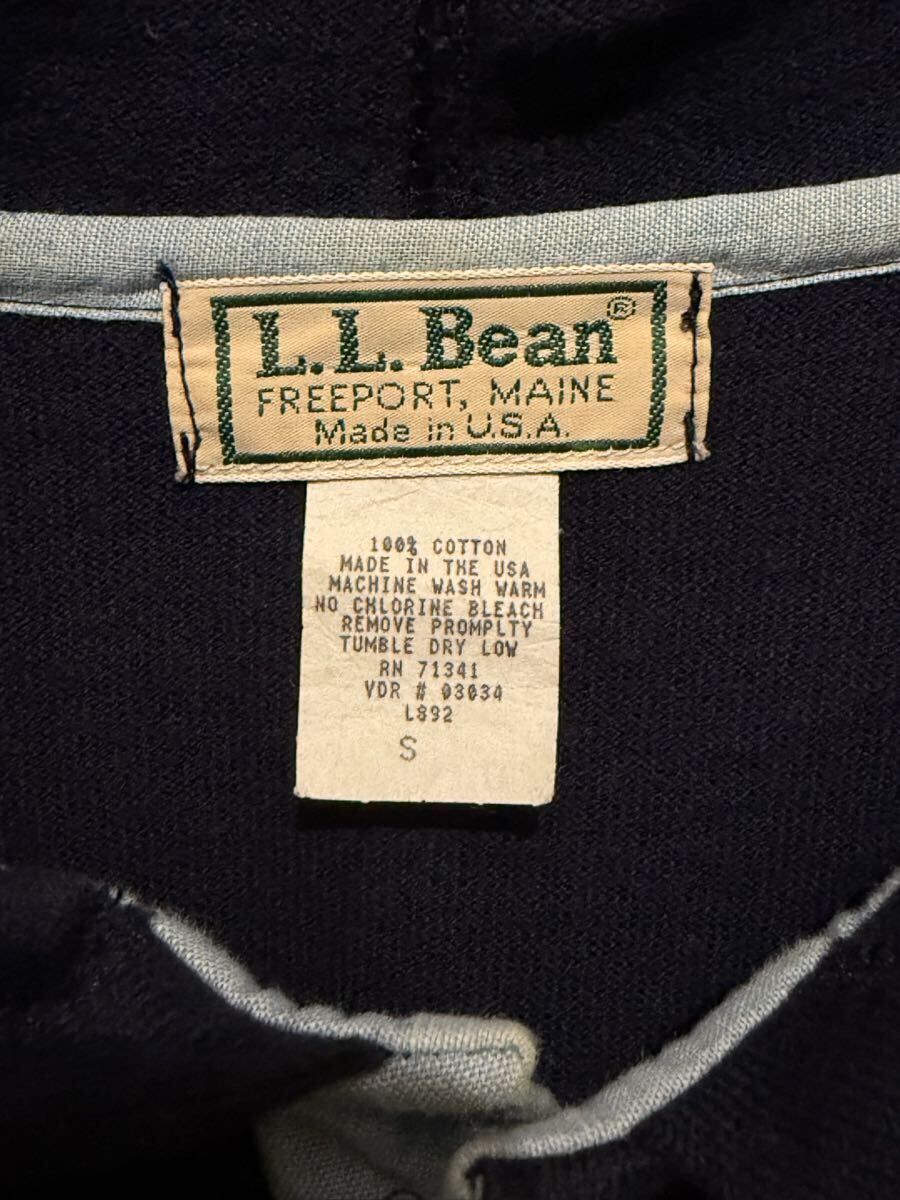 L.L.Bean®
FREEPORT, MAINE
Made in U.S.A.
100% COTTON
MADE IN THE USA
MACHINE WASH WARM
NO CHLORINE BLEACH
REMOVE PROMPLTY
TUMBLE DRY LOW
RN 71341
VDR # 03034
L892
S